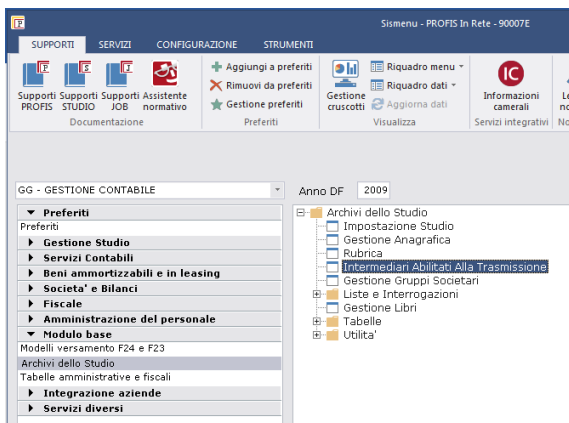 Sismenu - PROFIS In Rete - 90007E
SUPPORTI SERVIZI CONFIGURAZIONE STRUMENTI
Supporti PROFIS
Supporti STUDIO
Supporti JOB
Assistente normativo
Documentazione
Aggiungi a preferiti
Rimuovi da preferiti
Gestione preferiti
Preferiti
Gestione cruscotti
Riquadro menu
Riquadro dati
Aggiorna dati
Visualizza
IC
Informazioni camerali
Servizi integrativi
GG - GESTIONE CONTABILE
Anno DF 2009
Preferiti
Preferiti
Gestione Studio
Servizi Contabili
Beni ammortizzabili e in leasing
Societa' e Bilanci
Fiscale
Amministrazione del personale
Modulo base
Modelli versamento F24 e F23
Archivi dello Studio
Tabelle amministrative e fiscali
Integrazione aziende
Servizi diversi
Archivi dello Studio
Impostazione Studio
Gestione Anagrafica
Rubrica
Intermediari Abilitati Alla Trasmissione
Gestione Gruppi Societari
Liste e Interrogazioni
Gestione Libri
Tabelle
Utilita'